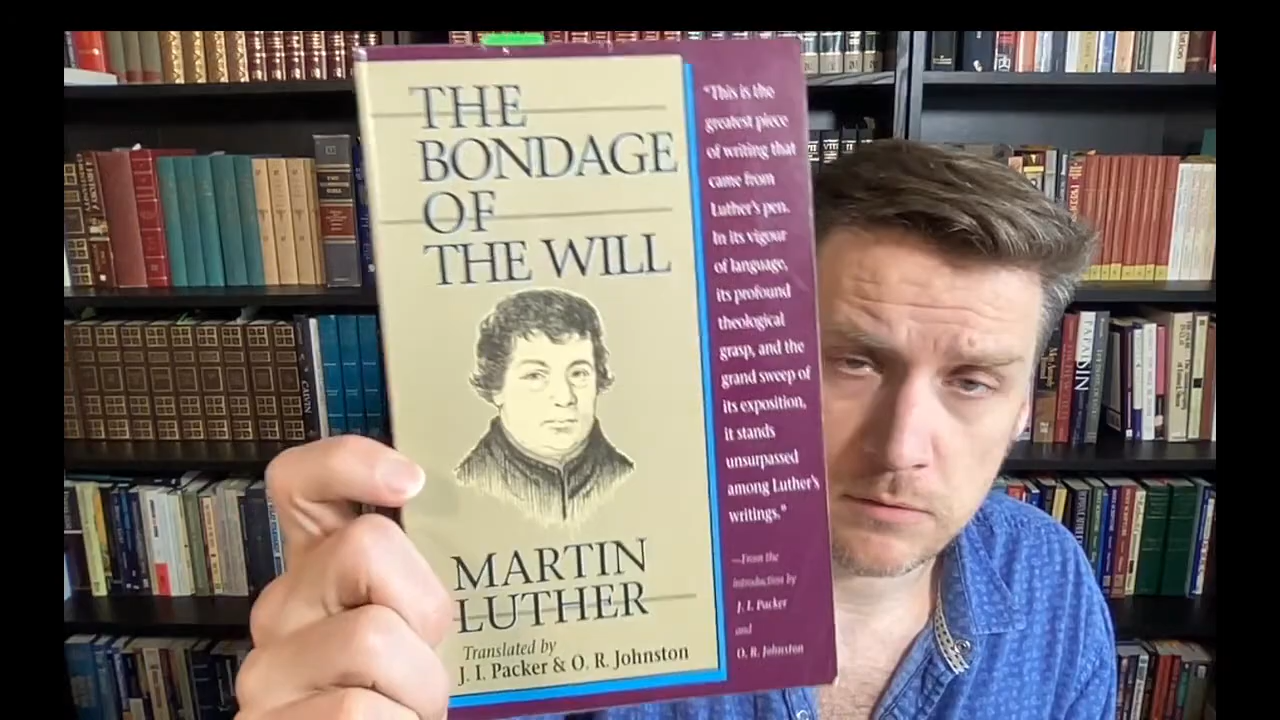 THE
BONDAGE
OF
THE WILL
MARTIN
LUTHER
Translated by
J. I. Packer & O. R. Johnston
"This is the
greatest piece
of writing that
came from
Luther's pen.
In its vigour
of language,
its profound
theological
grasp, and the
grand sweep of
its exposition,
it stands
unsurpassed
among Luther's
writings."
—From the
introduction by
J. I. Packer
and
O. R. Johnston
CALVIN